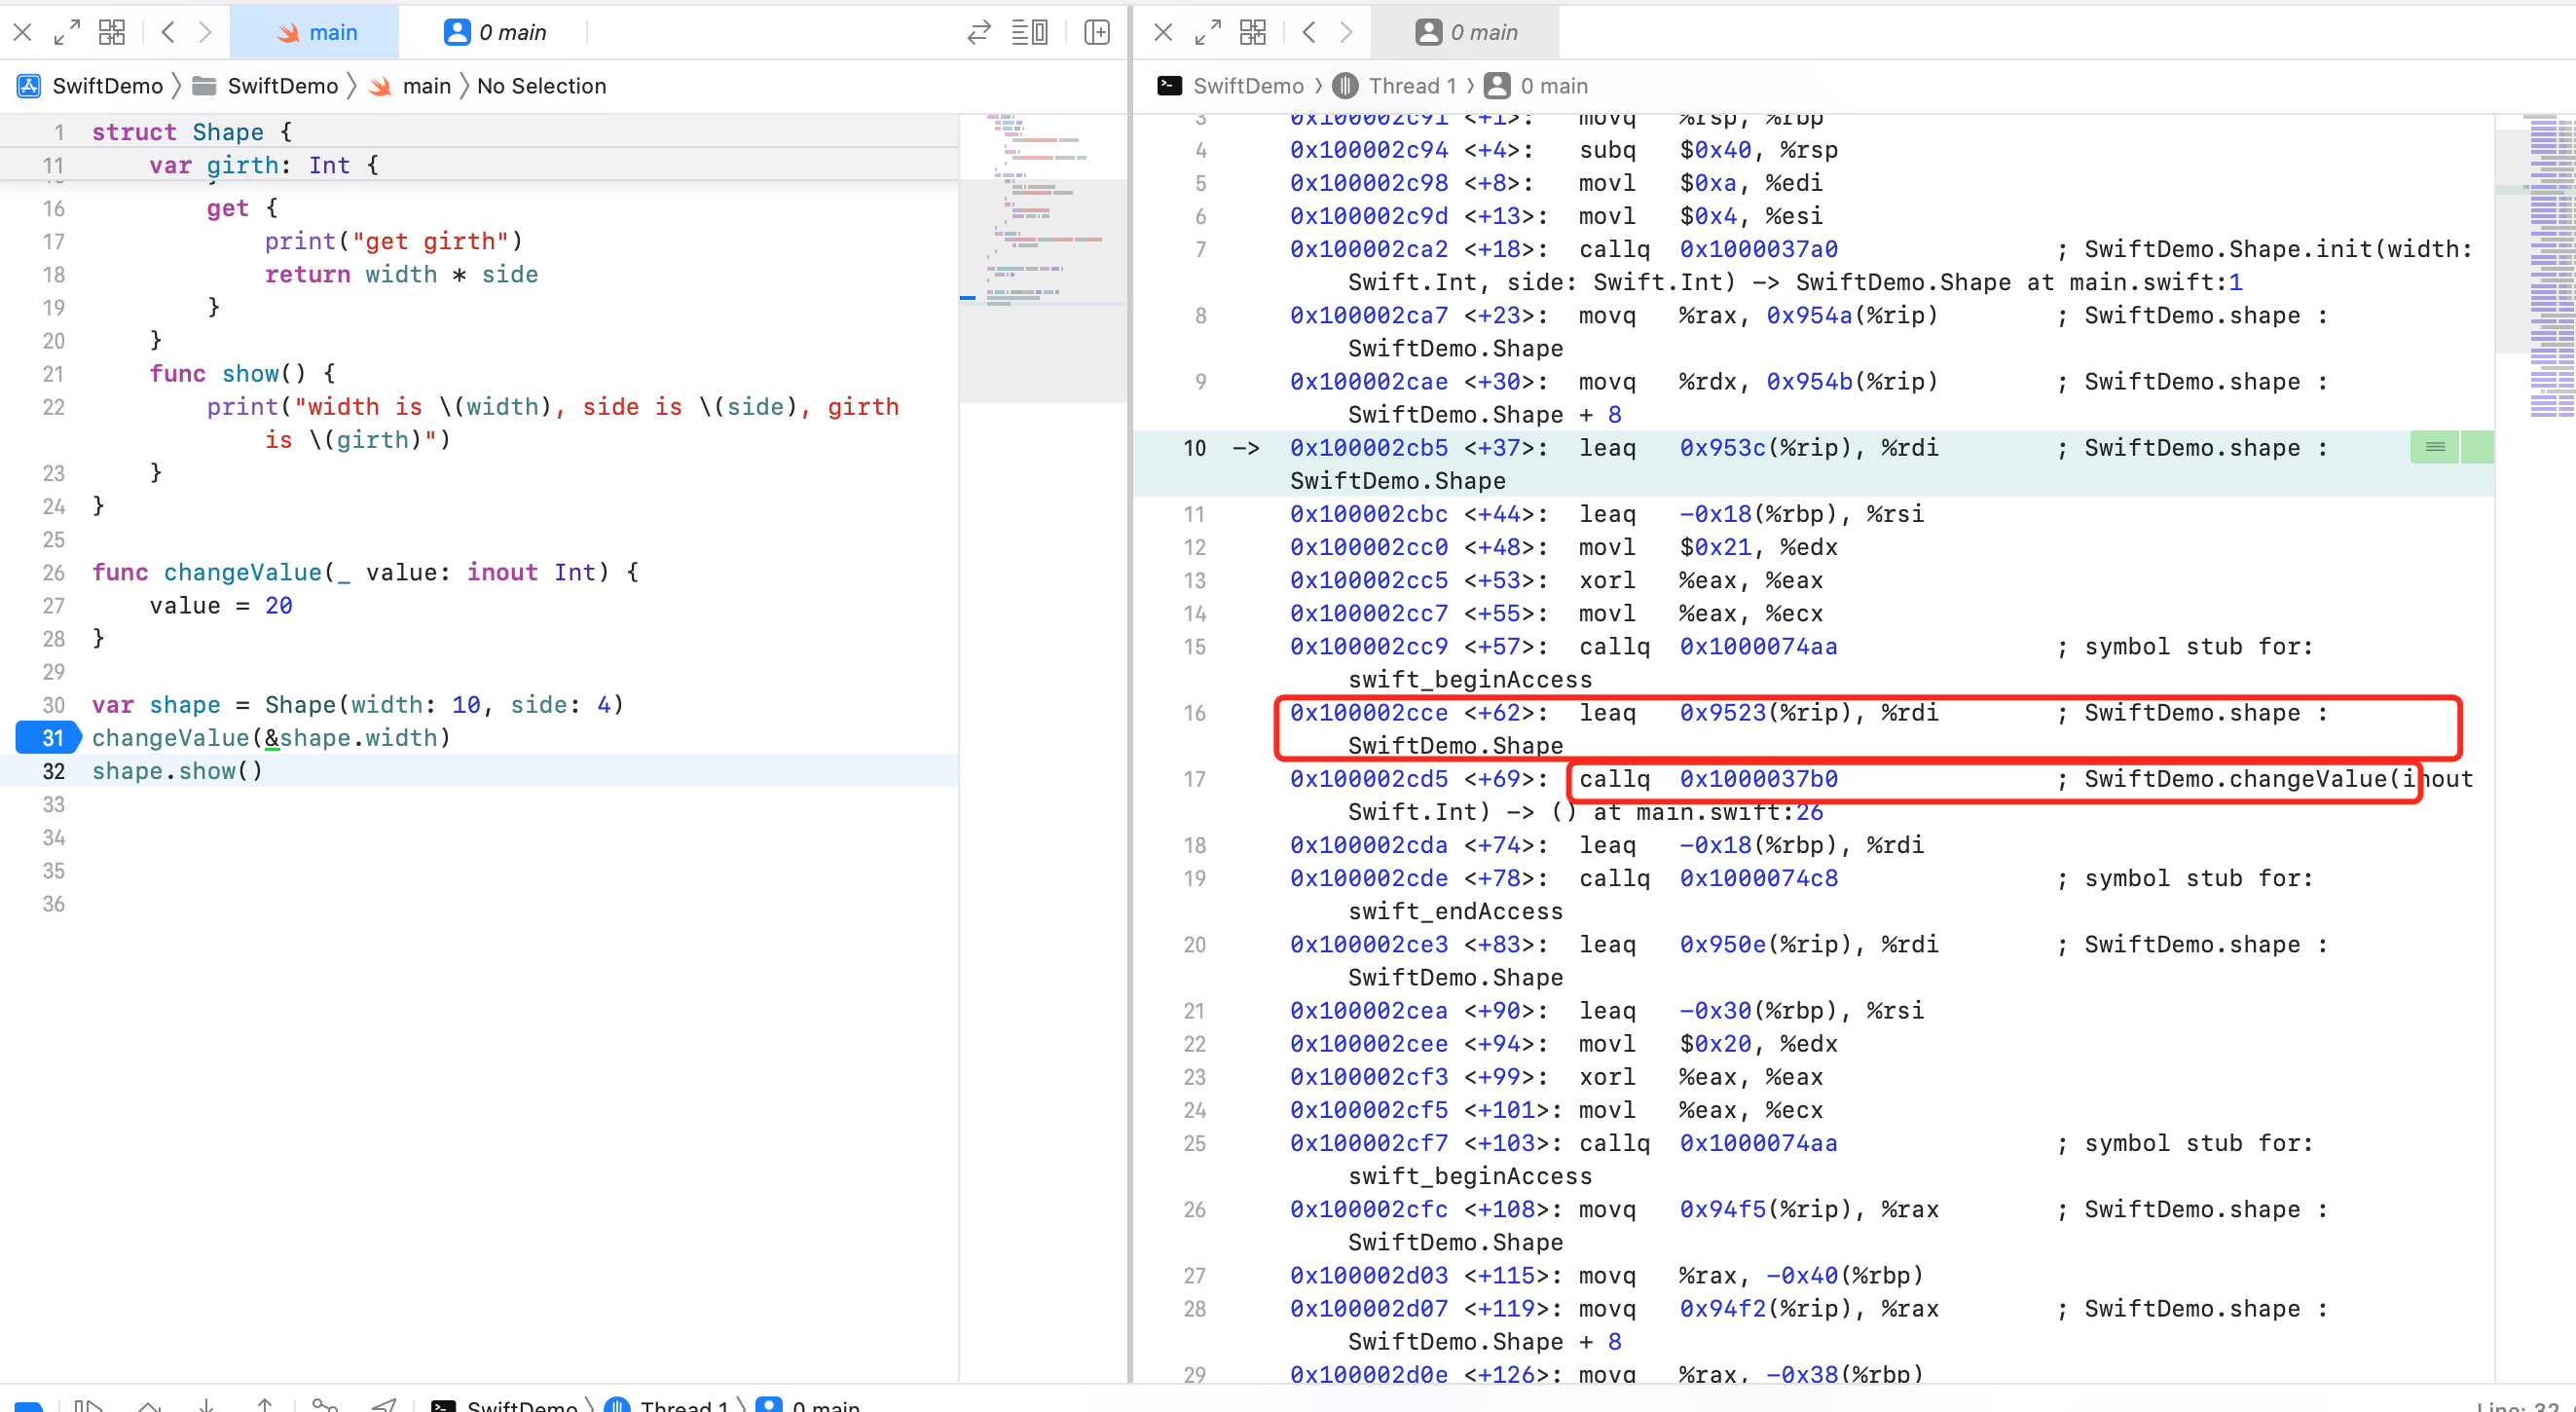 main
0 main
0 main
SwiftDemo
SwiftDemo
main
No Selection
1 struct Shape {
11 var girth: Int {
16 get {
17 print("get girth")
18 return width * side
19 }
20 }
21 func show() {
22 print("width is \(width), side is \(side), girth
is \(girth)")
23 }
24 }
25
26 func changeValue(_ value: inout Int) {
27 value = 20
28 }
29
30 var shape = Shape(width: 10, side: 4)
31 changeValue(&shape.width)
32 shape.show()
33
34
35
36
SwiftDemo
Thread 1
0 main
SwiftDemo
Thread 1
0 main
3 0x100002c91 <+1>: movq %rsp, %rbp
4 0x100002c94 <+4>: subq $0x40, %rsp
5 0x100002c98 <+8>: movl $0xa, %edi
6 0x100002c9d <+13>: movl $0x4, %esi
7 0x100002ca2 <+18>: callq 0x1000037a0 ; SwiftDemo.Shape.init(width:
Swift.Int, side: Swift.Int) -> SwiftDemo.Shape at main.swift:1
8 0x100002ca7 <+23>: movq %rax, 0x954a(%rip) ; SwiftDemo.shape :
SwiftDemo.Shape
9 0x100002cae <+30>: movq %rdx, 0x954b(%rip) ; SwiftDemo.shape :
SwiftDemo.Shape + 8
10 -> 0x100002cb5 <+37>: leaq 0x953c(%rip), %rdi ; SwiftDemo.shape :
SwiftDemo.Shape
11 0x100002cbc <+44>: leaq -0x18(%rbp), %rsi
12 0x100002cc0 <+48>: movl $0x21, %edx
13 0x100002cc5 <+53>: xorl %eax, %eax
14 0x100002cc7 <+55>: movl %eax, %ecx
15 0x100002cc9 <+57>: callq 0x1000074aa ; symbol stub for:
swift_beginAccess
16 0x100002cce <+62>: leaq 0x9523(%rip), %rdi ; SwiftDemo.shape :
SwiftDemo.Shape
17 0x100002cd5 <+69>: callq 0x1000037b0 ; SwiftDemo.changeValue(inout
Swift.Int) -> () at main.swift:26
18 0x100002cda <+74>: leaq -0x18(%rbp), %rdi
19 0x100002cde <+78>: callq 0x1000074c8 ; symbol stub for:
swift_endAccess
20 0x100002ce3 <+83>: leaq 0x950e(%rip), %rdi ; SwiftDemo.shape :
SwiftDemo.Shape
21 0x100002cea <+90>: leaq -0x30(%rbp), %rsi
22 0x100002cee <+94>: movl $0x20, %edx
23 0x100002cf3 <+99>: xorl %eax, %eax
24 0x100002cf5 <+101>: movl %eax, %ecx
25 0x100002cf7 <+103>: callq 0x1000074aa ; symbol stub for:
swift_beginAccess
26 0x100002cfc <+108>: movq 0x94f5(%rip), %rax ; SwiftDemo.shape :
SwiftDemo.Shape
27 0x100002d03 <+115>: movq %rax, -0x40(%rbp)
28 0x100002d07 <+119>: movq 0x94f2(%rip), %rax ; SwiftDemo.shape :
SwiftDemo.Shape + 8
29 0x100002d0e <+126>: movq %rax, -0x38(%rbp)
Line: 32